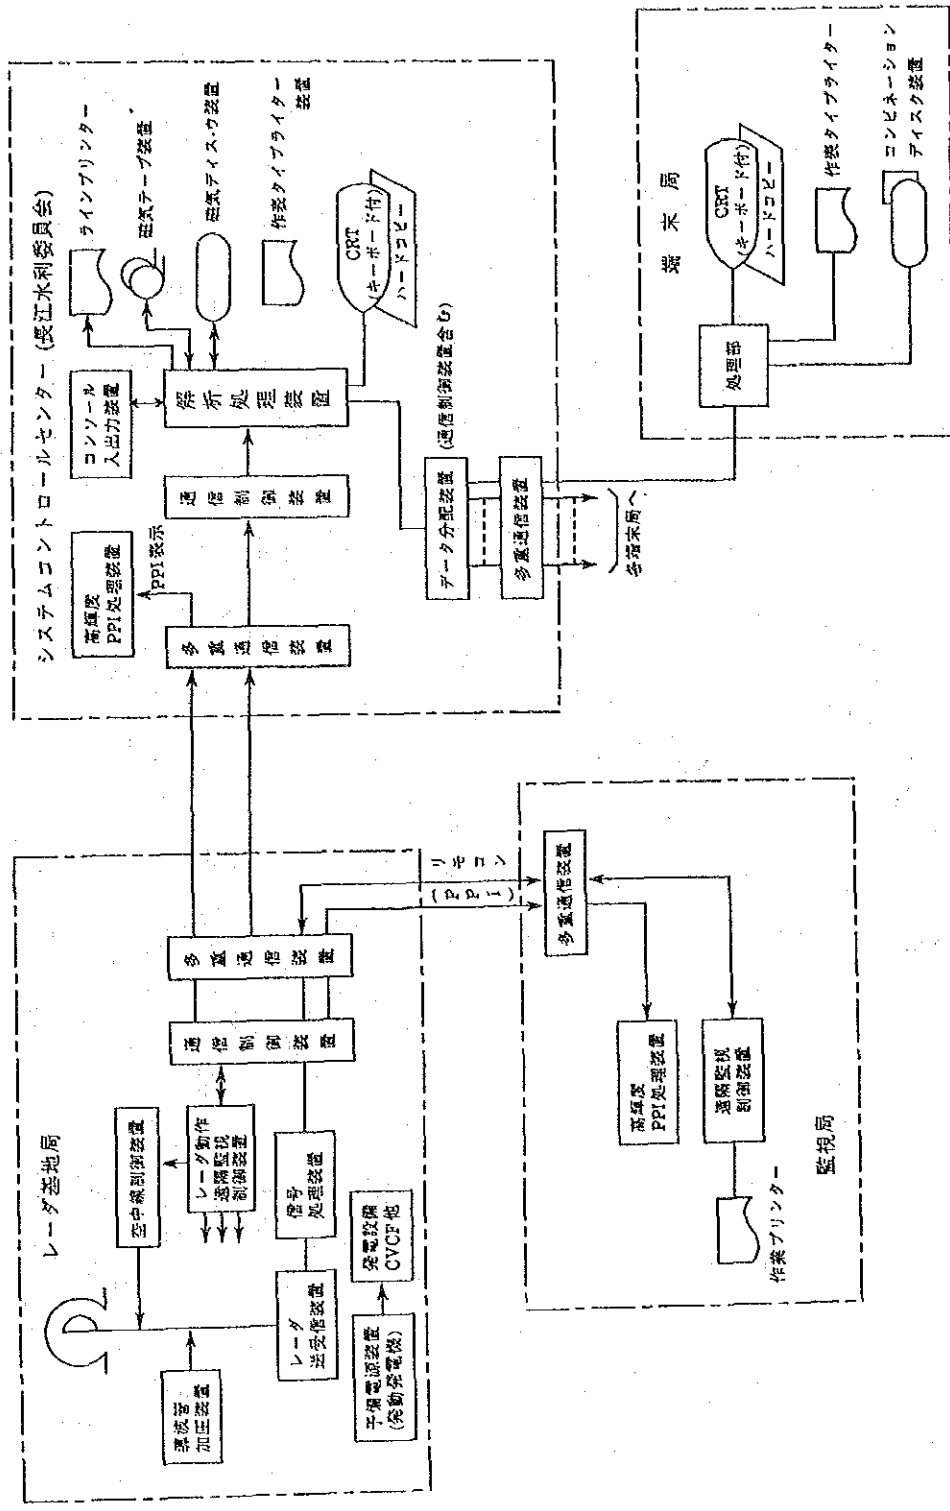 レーダ基地局
導波管
加圧装置
空中線制御装置
レーダ動作
遠隔監視
制御装置
レーダ
送受信装置
信号
処理装置
予備電源装置
(発動発電機)
発電設備
CVCF他
通信制御装置
多重通信装置
リモコン
(PPI)
システムコントロールセンター (長江水利委員会)
高輝度
PPI処理装置
PPI表示
多重通信装置
通信制御装置
コンソール
入出力装置
解析処理装置
ラインプリンター
磁気テープ装置
磁気ディスク装置
作表タイプライター
装置
CRT
(キーボード付)
ハードコピー
データ分配装置
(通信制御装置含む)
多重通信装置
各端末局へ
監視局
多重通信装置
高輝度
PPI処理装置
遠隔監視
制御装置
作業プリンター
端末局
処理部
CRT
(キーボード付)
ハードコピー
作表タイプライター
コンビネーション
ディスク装置